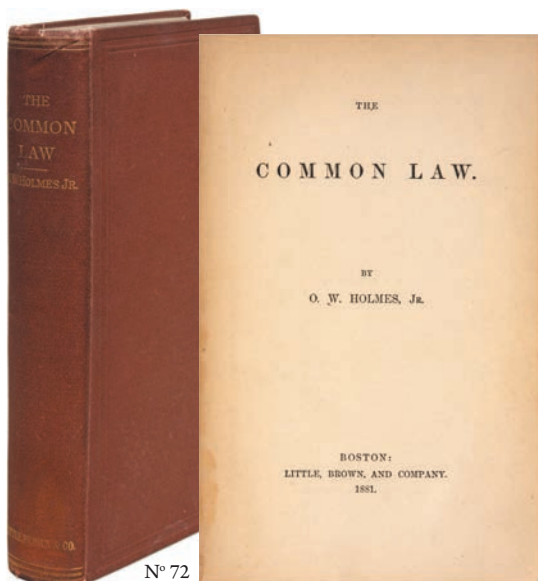 THE
COMMON
LAW
HOLMES JR.
& CO.
Nº 72
THE
COMMON LAW.
BY
O. W. HOLMES, Jr.
BOSTON:
LITTLE, BROWN, AND COMPANY.
1881.